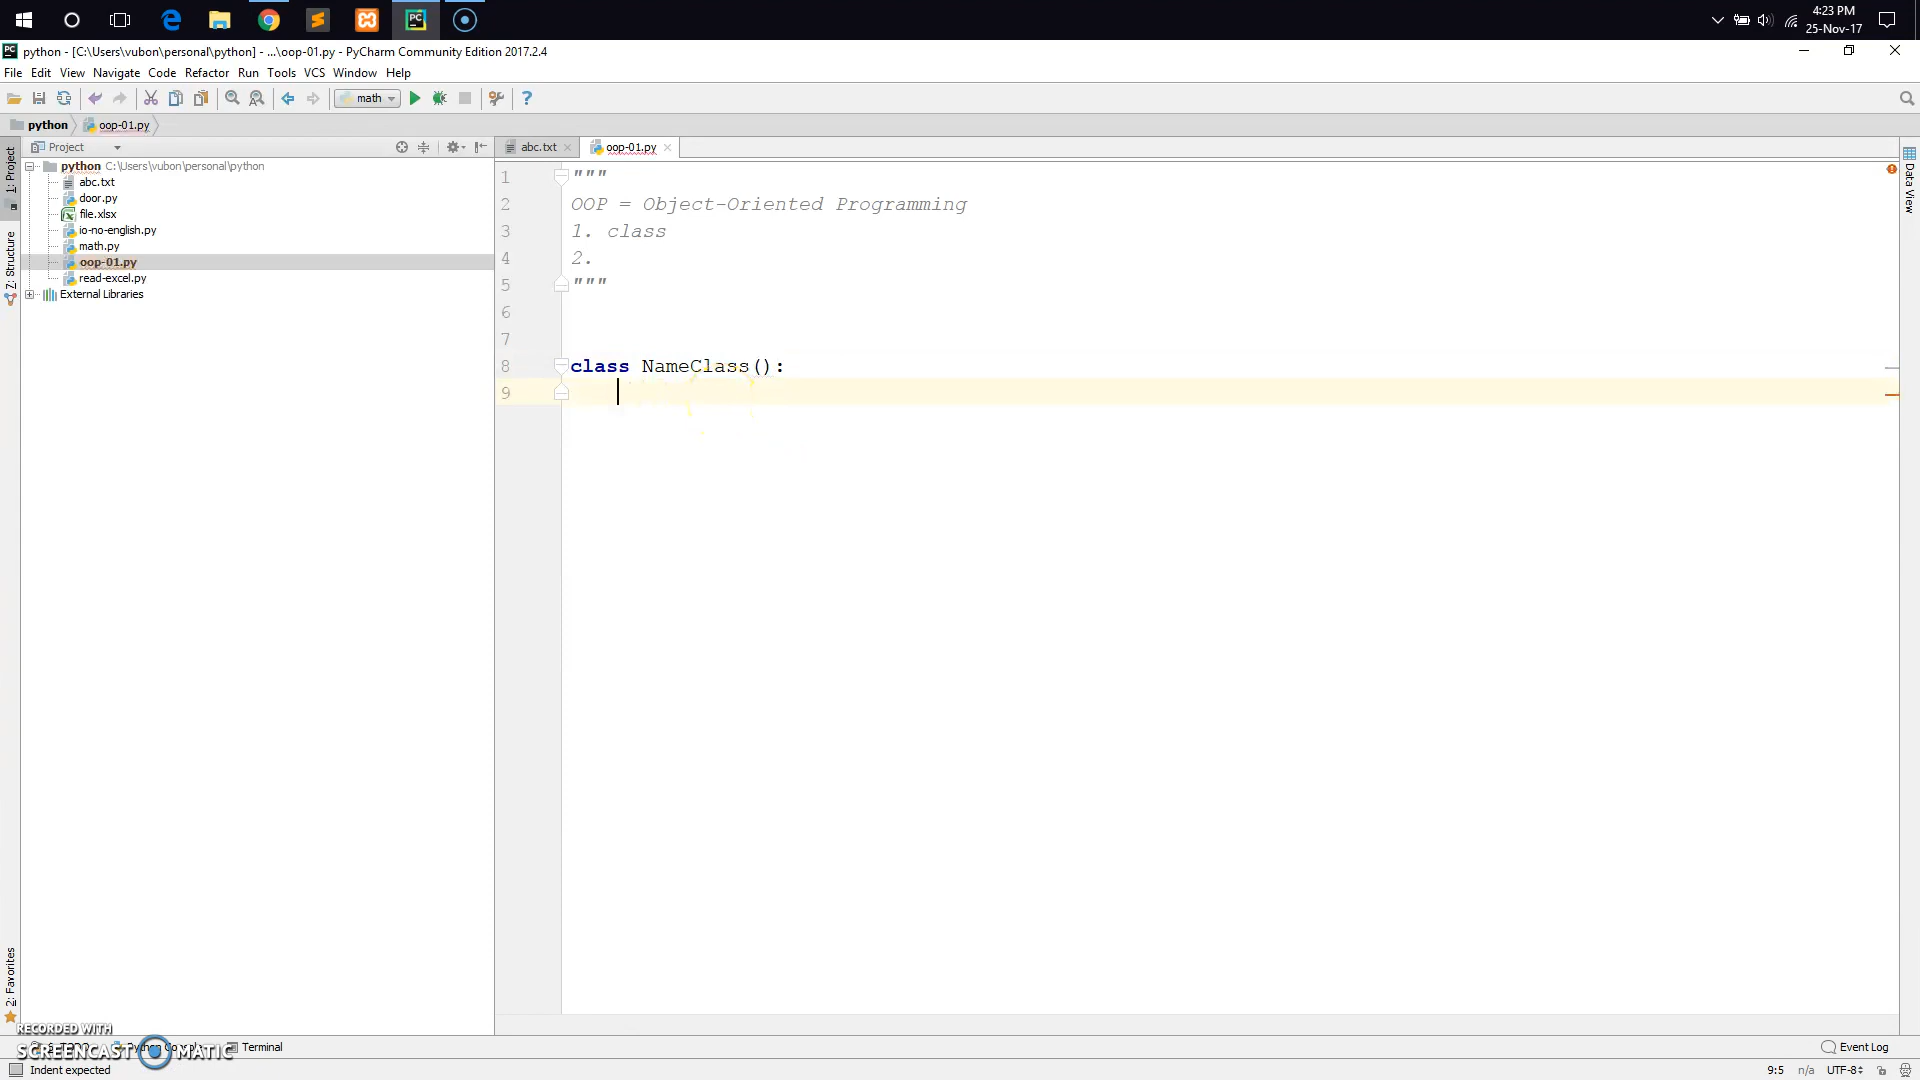 4:23 PM
25-Nov-17
python - [C:\Users\vubon\personal\python] - ...\oop-01.py - PyCharm Community Edition 2017.2.4
File Edit View Navigate Code Refactor Run Tools VCS Window Help
math
python oop-01.py
Project
abc.txt oop-01.py
1: Project
Z: Structure
2: Favorites
Data View
python C:\Users\vubon\personal\python
abc.txt
door.py
file.xlsx
io-no-english.py
math.py
oop-01.py
read-excel.py
External Libraries
1 """
2 OOP = Object-Oriented Programming
3 1. class
4 2.
5 """
6
7
8 class NameClass():
9
RECORDED WITH
SCREENCAST MATIC
Terminal
Event Log
Indent expected
9:5 n/a UTF-8